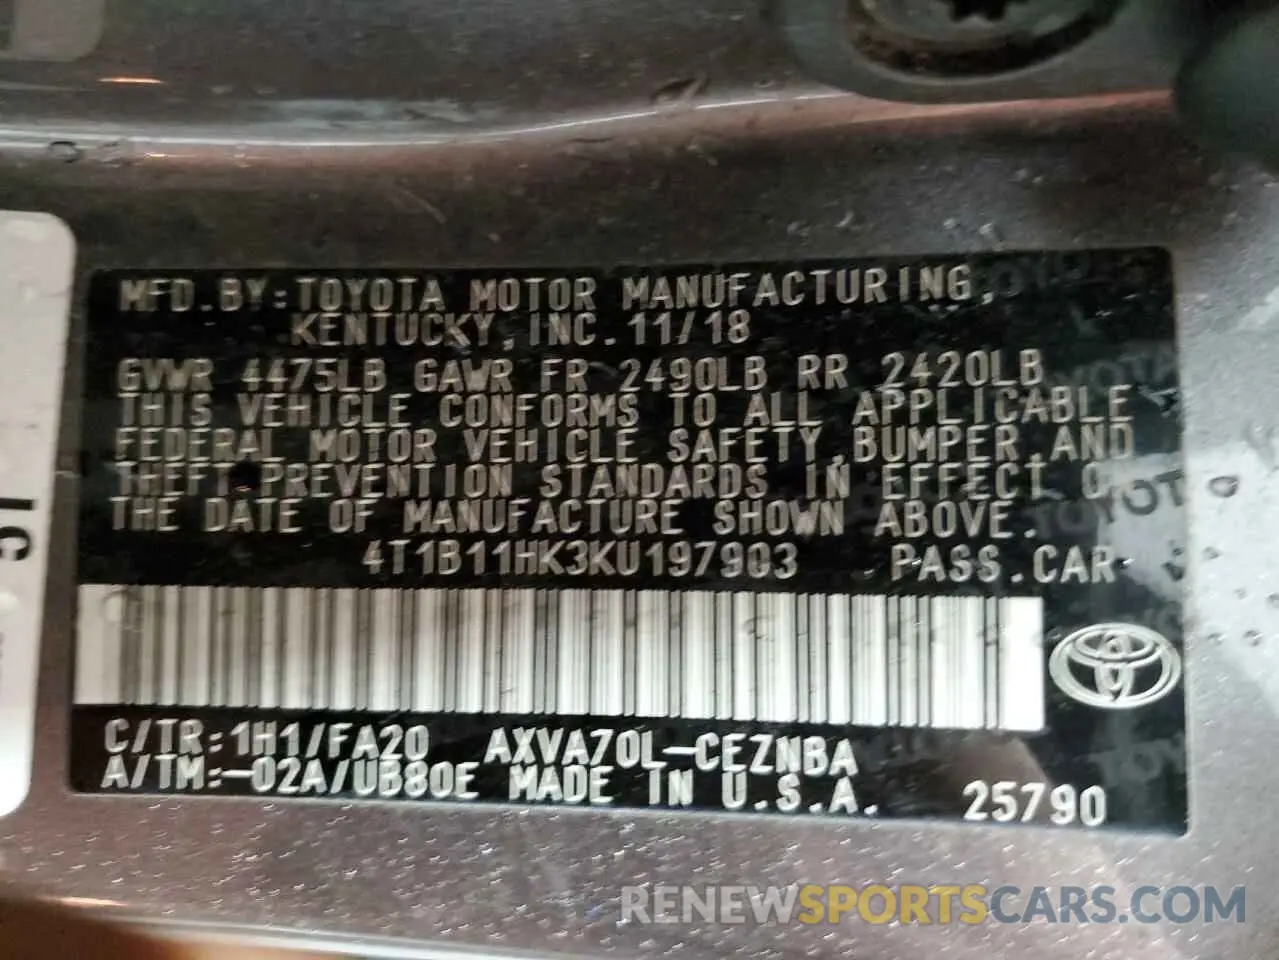 MFD. BY: TOYOTA MOTOR MANUFACTURING,
KENTUCKY, INC. 11/18
GVWR 4475LB GAWR FR 2490LB RR 2420LB
THIS VEHICLE CONFORMS TO ALL APPLICABLE
FEDERAL MOTOR VEHICLE SAFETY, BUMPER, AND
THEFT PREVENTION STANDARDS IN EFFECT ON
THE DATE OF MANUFACTURE SHOWN ABOVE.
4T1B11HK3KU197903 PASS. CAR
C/TR: 1H1/FA20 AXVA70L-CEZNBA
A/TM: -02A/UB80E MADE IN U.S.A. 25790
RENEWSPORTSCARS.COM